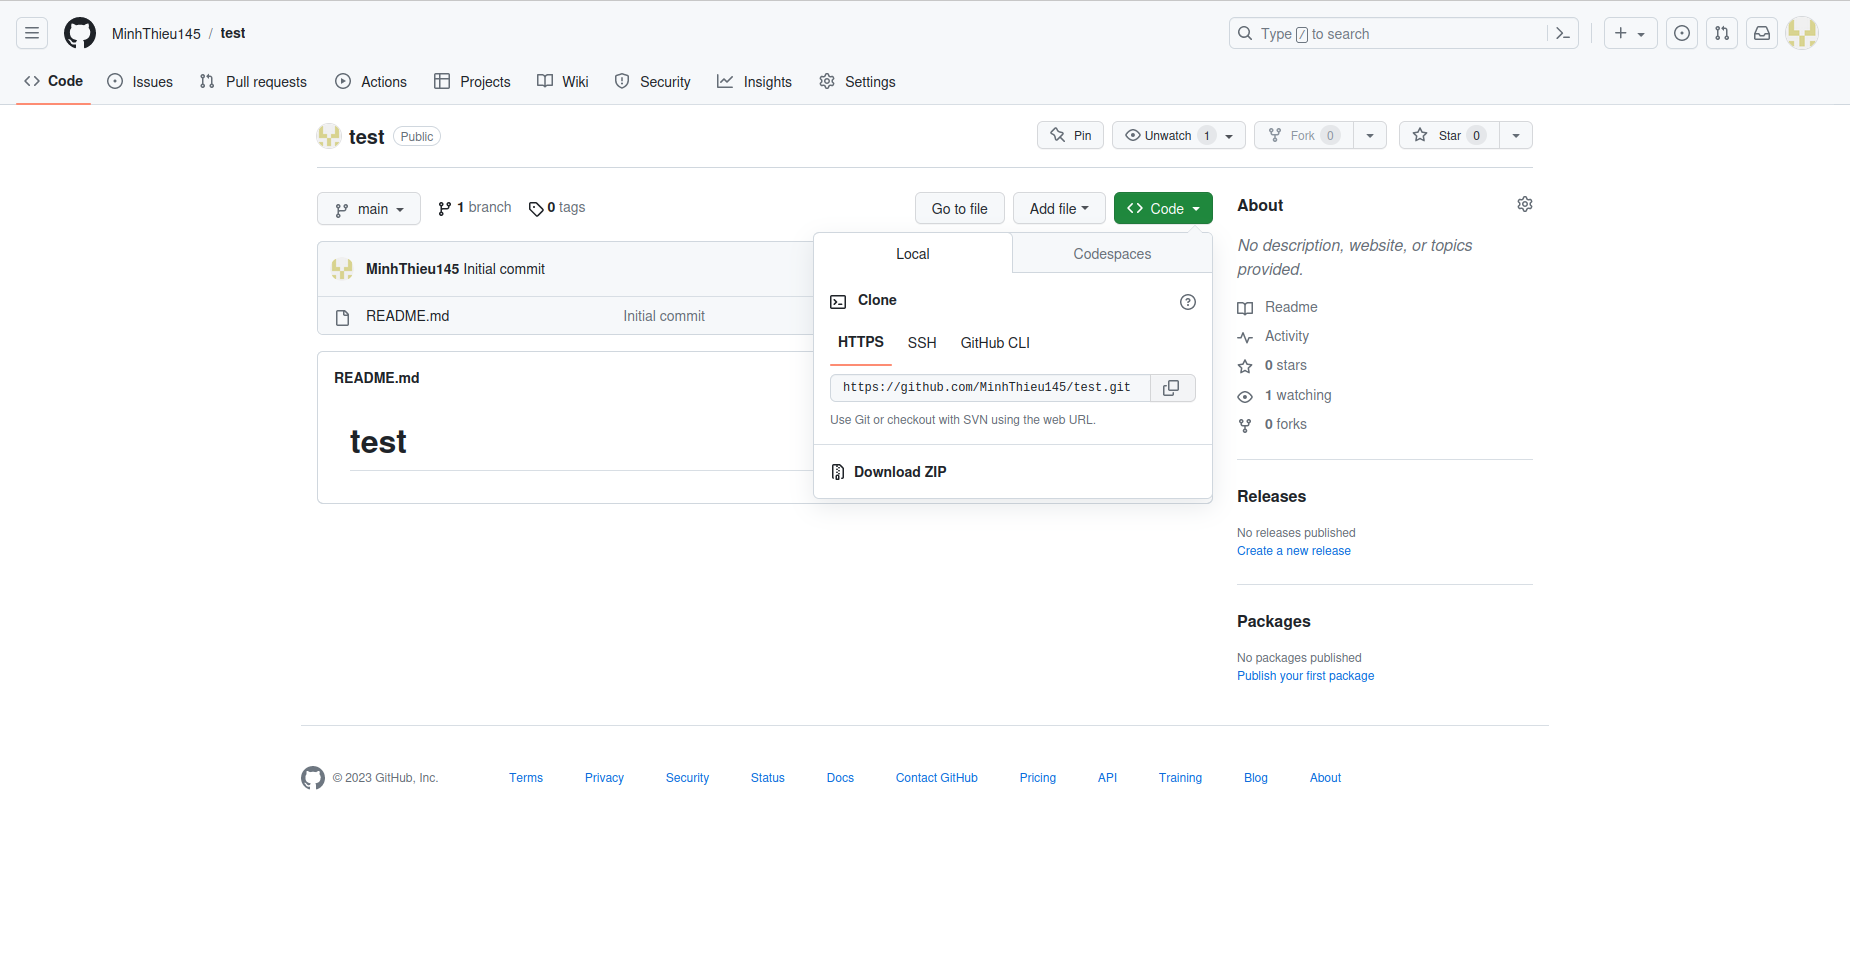 MinhThieu145 / test
Type / to search
Code Issues Pull requests Actions Projects Wiki Security Insights Settings
test Public
Pin Unwatch 1 Fork 0 Star 0
main 1 branch 0 tags
Go to file Add file Code
MinhThieu145 Initial commit
README.md Initial commit
README.md
test
Local Codespaces
Clone
HTTPS SSH GitHub CLI
https://github.com/MinhThieu145/test.git
Use Git or checkout with SVN using the web URL.
Download ZIP
About
No description, website, or topics
provided.
Readme
Activity
0 stars
1 watching
0 forks
Releases
No releases published
Create a new release
Packages
No packages published
Publish your first package
© 2023 GitHub, Inc. Terms Privacy Security Status Docs Contact GitHub Pricing API Training Blog About